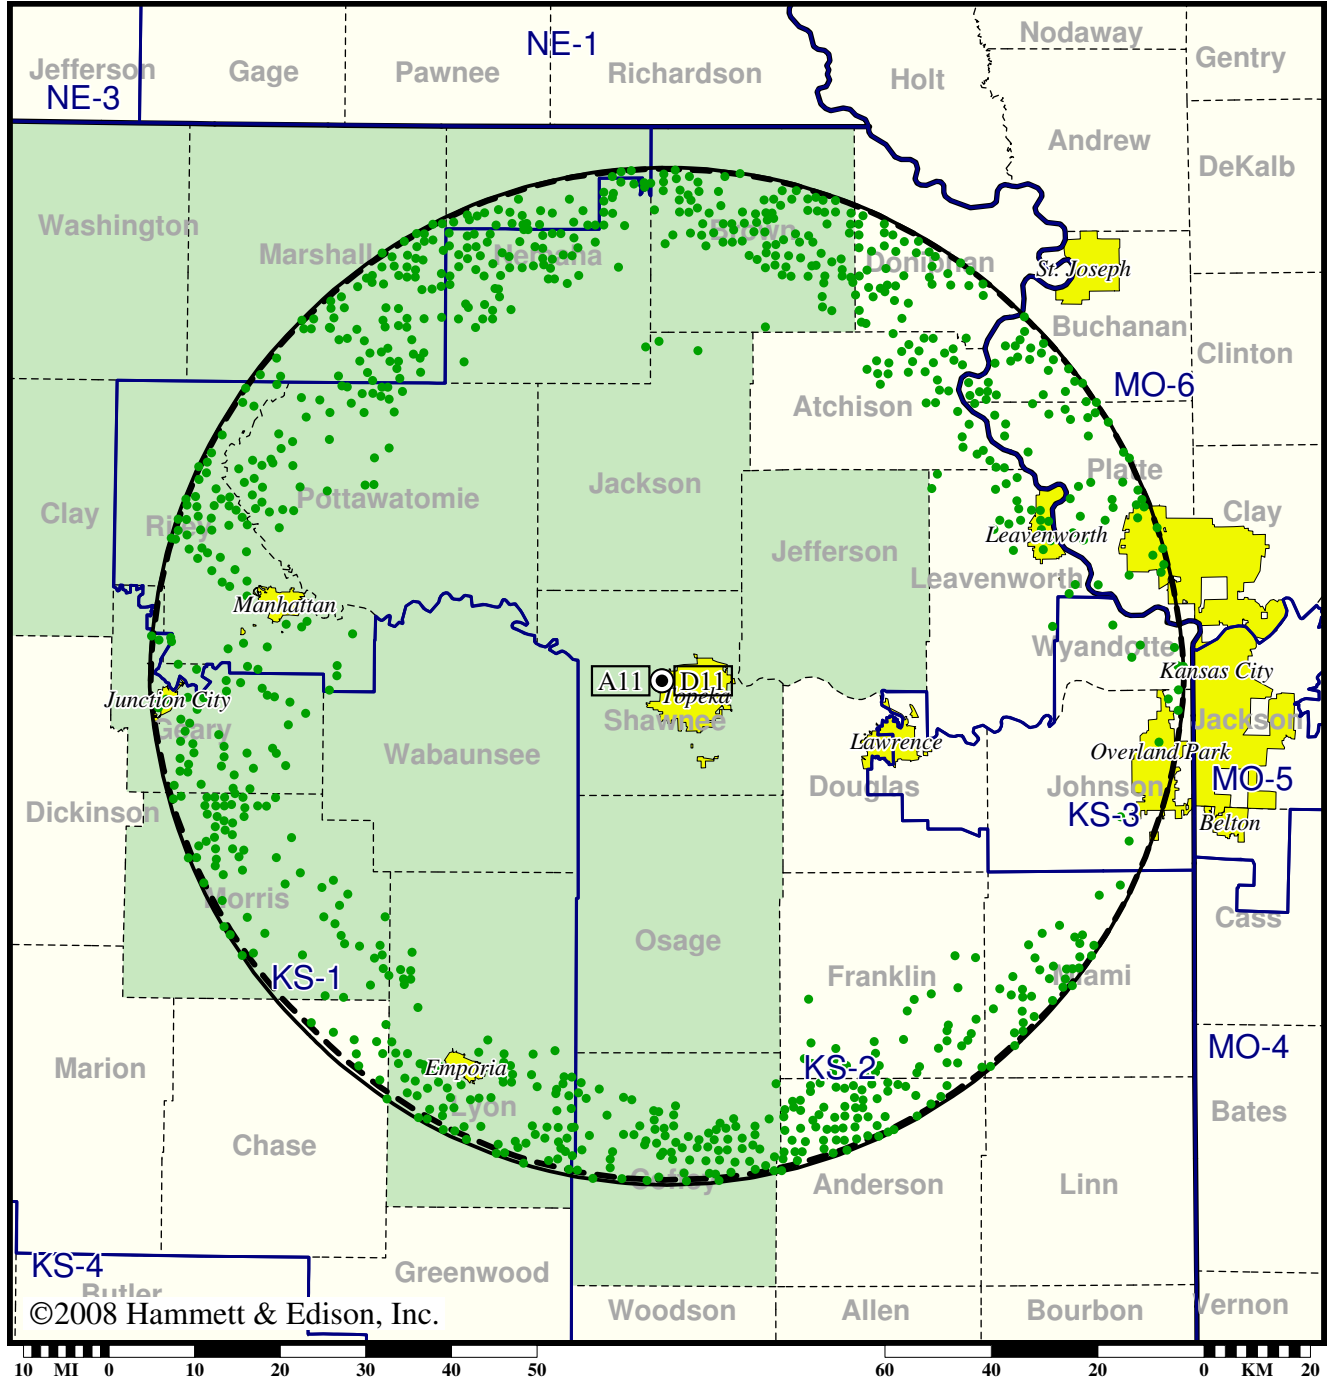 Nodaway
NE-1
Gentry
Jefferson
Gage
Pawnee
Richardson
Holt
NE-3
Andrew
DeKalb
Washington
Brown
Marshall
Nemaha
Doniphan
St. Joseph
Buchanan
Clinton
MO-6
Atchison
Platte
Jackson
Pottawatomie
Clay
Riley
Clay
Leavenworth
Jefferson
Leavenworth
Manhattan
Wyandotte
Kansas City
A11
D11
Topeka
Junction City
Shawnee
Jackson
Geary
Lawrence
Overland Park
Wabaunsee
MO-5
Douglas
Johnson
Dickinson
KS-3
Belton
Morris
Cass
Osage
KS-1
Franklin
Miami
MO-4
Marion
Emporia
KS-2
Lyon
Bates
Chase
Coffey
Anderson
Linn
KS-4
Greenwood
Butler
©2008 Hammett & Edison, Inc.
Woodson
Allen
Bourbon
Vernon
10 MI 0 10 20 30 40 50
60 40 20 0 KM 20